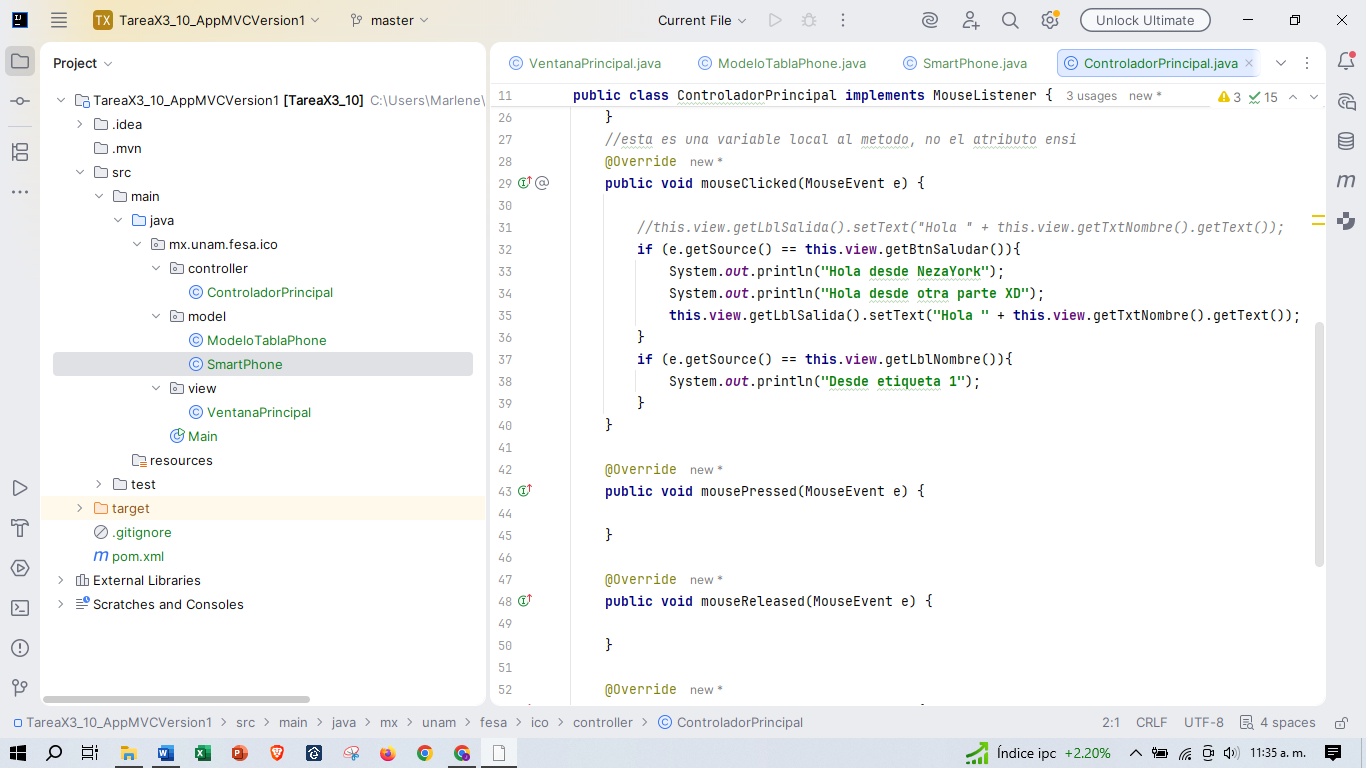 TX TareaX3_10_AppMVCVersion1 master Current File Unlock Ultimate
Project
VentanaPrincipal.java ModeloTablaPhone.java SmartPhone.java ControladorPrincipal.java
TareaX3_10_AppMVCVersion1 [TareaX3_10] C:\Users\Marlene\
.idea
.mvn
src
main
java
mx.unam.fesa.ico
controller
ControladorPrincipal
model
ModeloTablaPhone
SmartPhone
view
VentanaPrincipal
Main
resources
test
target
.gitignore
pom.xml
External Libraries
Scratches and Consoles
11 public class ControladorPrincipal implements MouseListener { 3 usages new * 3 15
26 }
27 //esta es una variable local al metodo, no el atributo ensi
28 @Override new *
29 public void mouseClicked(MouseEvent e) {
30
31 //this.view.getLblSalida().setText("Hola " + this.view.getTxtNombre().getText());
32 if (e.getSource() == this.view.getBtnSaludar()){
33 System.out.println("Hola desde NezaYork");
34 System.out.println("Hola desde otra parte XD");
35 this.view.getLblSalida().setText("Hola " + this.view.getTxtNombre().getText());
36 }
37 if (e.getSource() == this.view.getLblNombre()){
38 System.out.println("Desde etiqueta 1");
39 }
40 }
41
42 @Override new *
43 public void mousePressed(MouseEvent e) {
44
45 }
46
47 @Override new *
48 public void mouseReleased(MouseEvent e) {
49
50 }
51
52 @Override new *
TareaX3_10_AppMVCVersion1 > src > main > java > mx > unam > fesa > ico > controller > ControladorPrincipal 2:1 CRLF UTF-8 4 spaces
Índice ipc +2.20% 11:35 a. m.